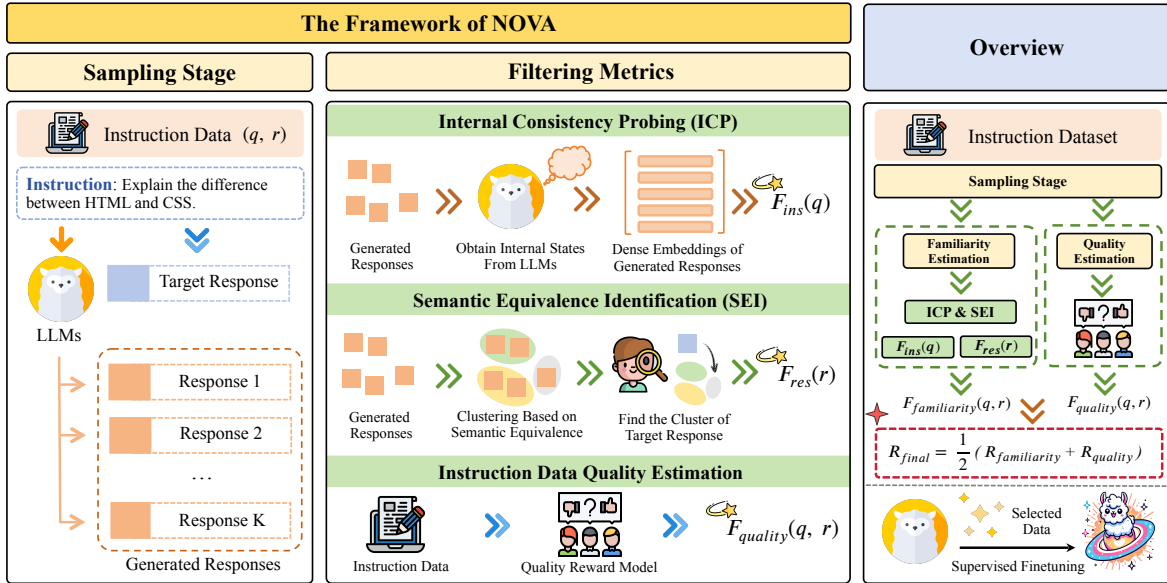 The Framework of NOVA
Sampling Stage
Instruction Data (q, r)
Instruction: Explain the difference
between HTML and CSS.
Target Response
LLMs
Response 1
Response 2
...
Response K
Generated Responses
Filtering Metrics
Internal Consistency Probing (ICP)
F_ins(q)
Generated
Responses
Obtain Internal States
From LLMs
Dense Embeddings of
Generated Responses
Semantic Equivalence Identification (SEI)
F_res(r)
Generated
Responses
Clustering Based on
Semantic Equivalence
Find the Cluster of
Target Response
Instruction Data Quality Estimation
?
F_quality(q, r)
Instruction Data
Quality Reward Model
Overview
Instruction Dataset
Sampling Stage
Familiarity
Estimation
ICP & SEI
F_ins(q)
F_res(r)
Quality
Estimation
?
F_familiarity(q, r)
F_quality(q, r)
R_final = 1/2 ( R_familiarity + R_quality )
Selected
Data
Supervised Finetuning